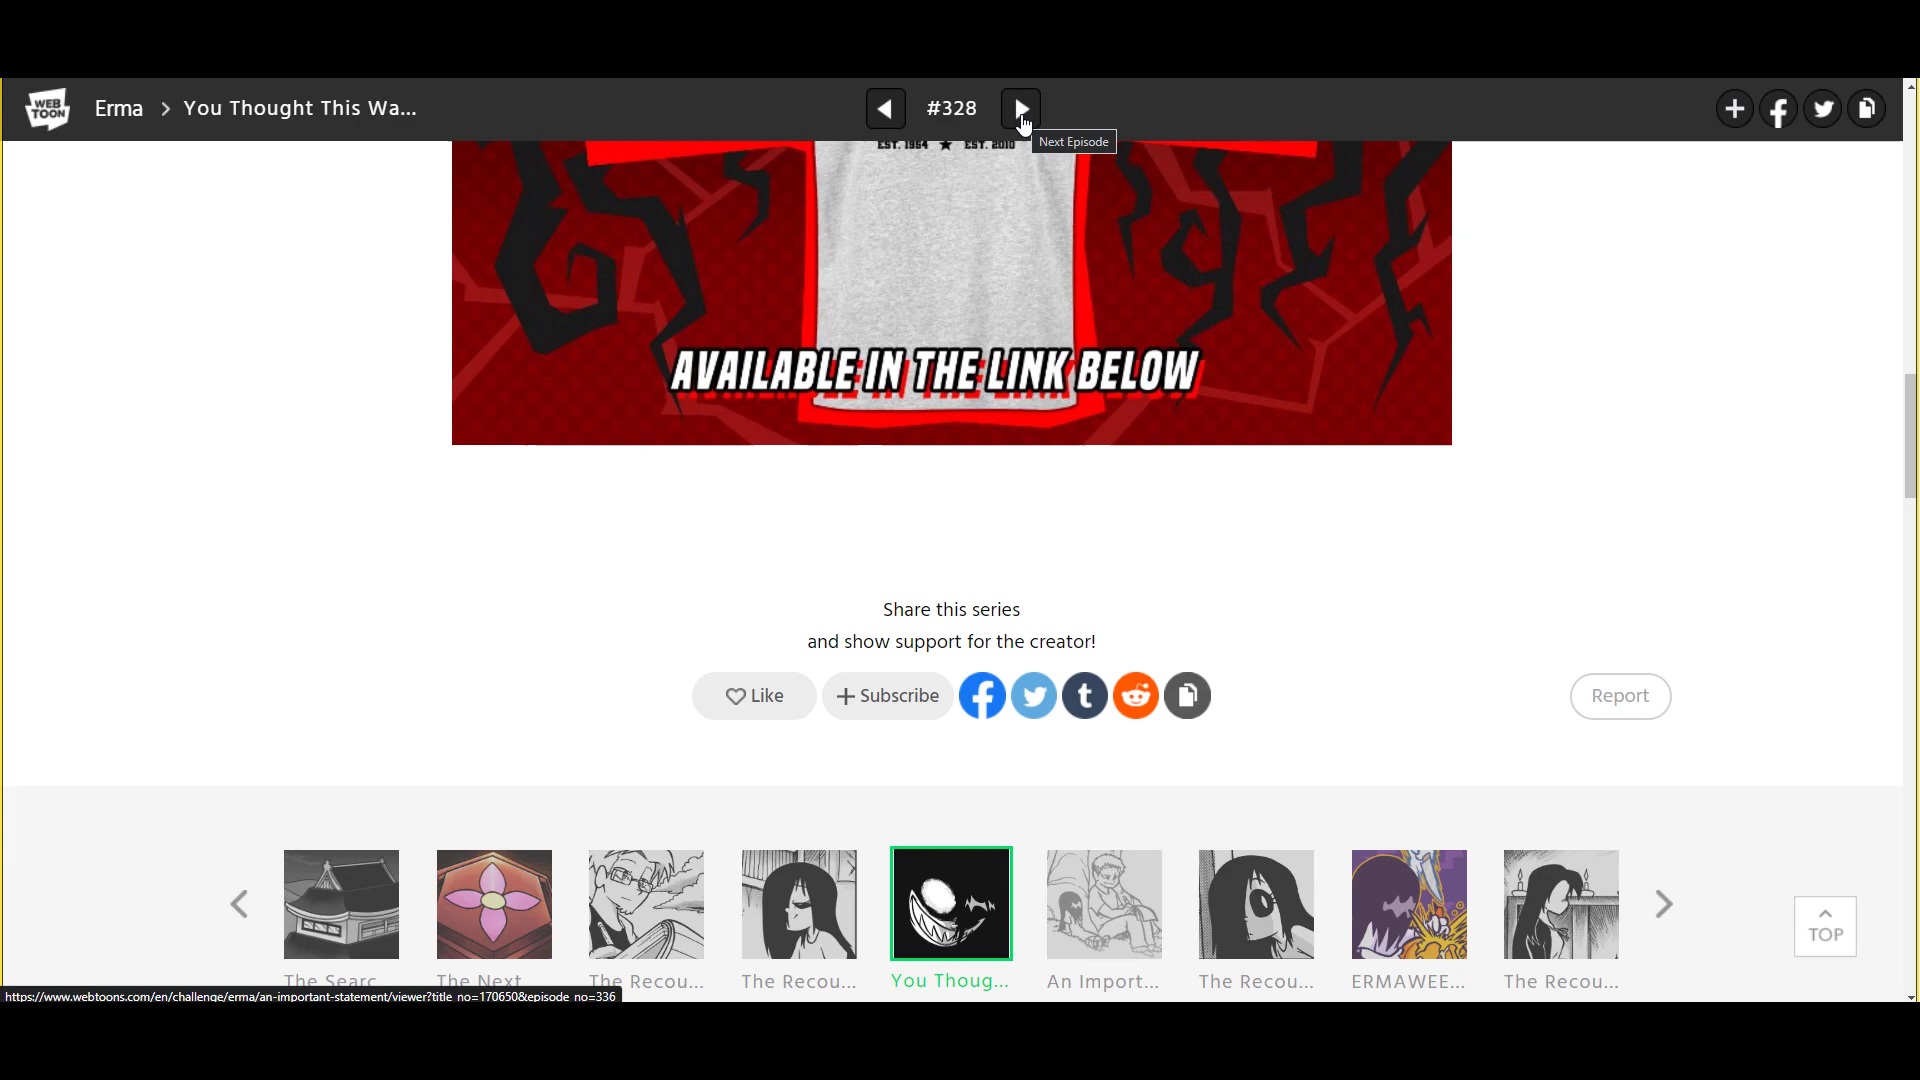 WEB TOON
Erma > You Thought This Wa...
#328
Next Episode
EST. 1954 ★ EST. 2010
AVAILABLE IN THE LINK BELOW
Share this series
and show support for the creator!
Like
Subscribe
Report
TOP
The Searc...
The Next...
The Recou...
The Recou...
You Thoug...
An Import...
The Recou...
ERMAWEE...
The Recou...
https://www.webtoons.com/en/challenge/erma/an-important-statement/viewer?title_no=170650&episode_no=336